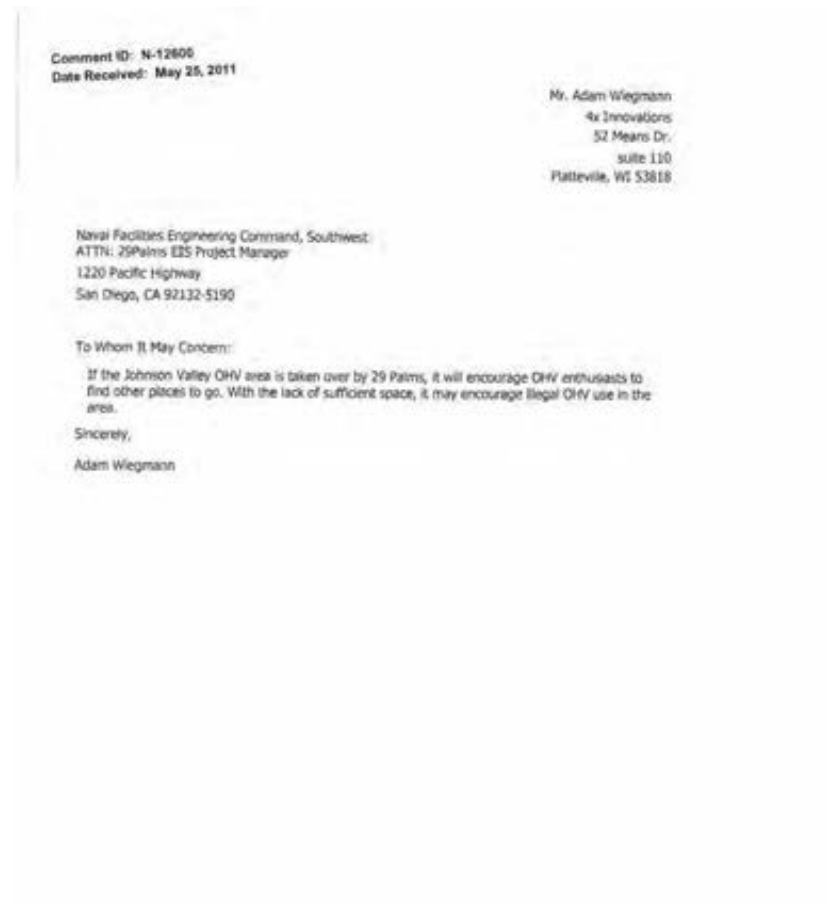 Comment ID: N-12600
Date Received: May 25, 2011
Mr. Adam Wiegmann
4x Innovations
52 Means Dr.
suite 110
Platteville, WI 53818
Naval Facilities Engineering Command, Southwest
ATTN: 29Palms EIS Project Manager
1220 Pacific Highway
San Diego, CA 92132-5190
To Whom It May Concern:
If the Johnson Valley OHV area is taken over by 29 Palms, it will encourage OHV enthusiasts to
find other places to go. With the lack of sufficient space, it may encourage illegal OHV use in the
area.
Sincerely,
Adam Wiegmann